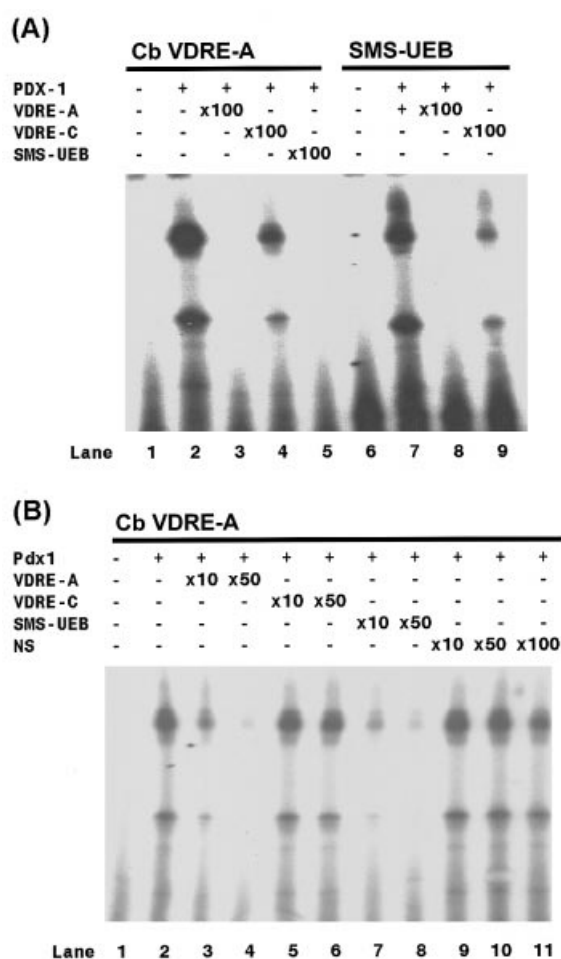 (A)
Cb VDRE-A SMS-UEB
PDX-1 - + + + + - + + +
VDRE-A - - x100 - - - + x100 -
VDRE-C - - - x100 - - - - x100
SMS-UEB - - - - x100 - - - -
Lane 1 2 3 4 5 6 7 8 9
(B)
Cb VDRE-A
Pdx1 - + + + + + + + + + +
VDRE-A - - x10 x50 - - - - - - -
VDRE-C - - - - x10 x50 - - - - -
SMS-UEB - - - - - - x10 x50 - - -
NS - - - - - - - - x10 x50 x100
Lane 1 2 3 4 5 6 7 8 9 10 11